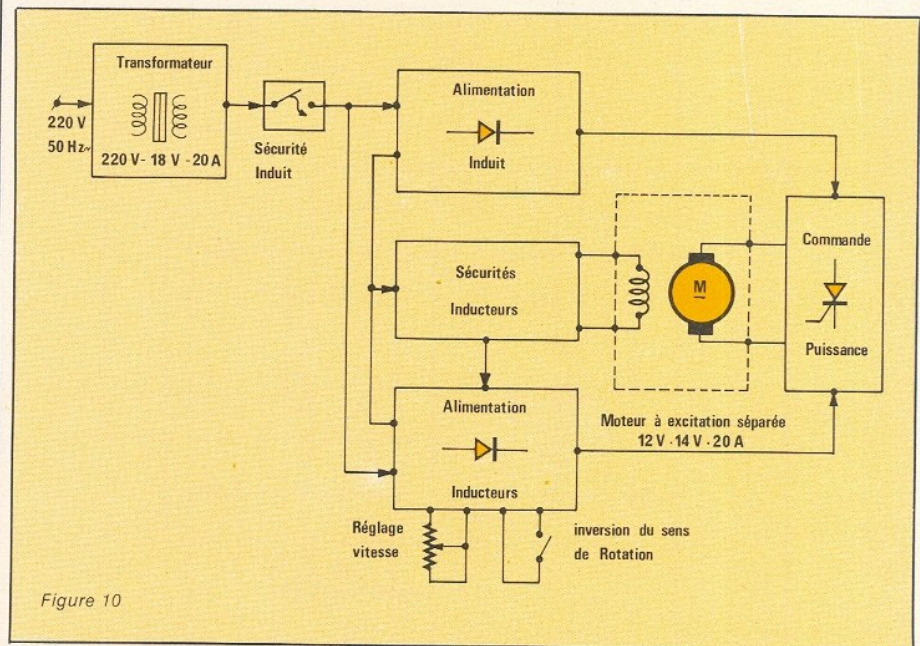 Transformateur
220 V
50 Hz~
220 V - 18 V - 20 A
Sécurité
Induit
Alimentation
Induit
Sécurités
Inducteurs
M
Commande
Puissance
Alimentation
Inducteurs
Moteur à excitation séparée
12 V - 14 V - 20 A
Réglage
vitesse
inversion du sens
de Rotation
Figure 10